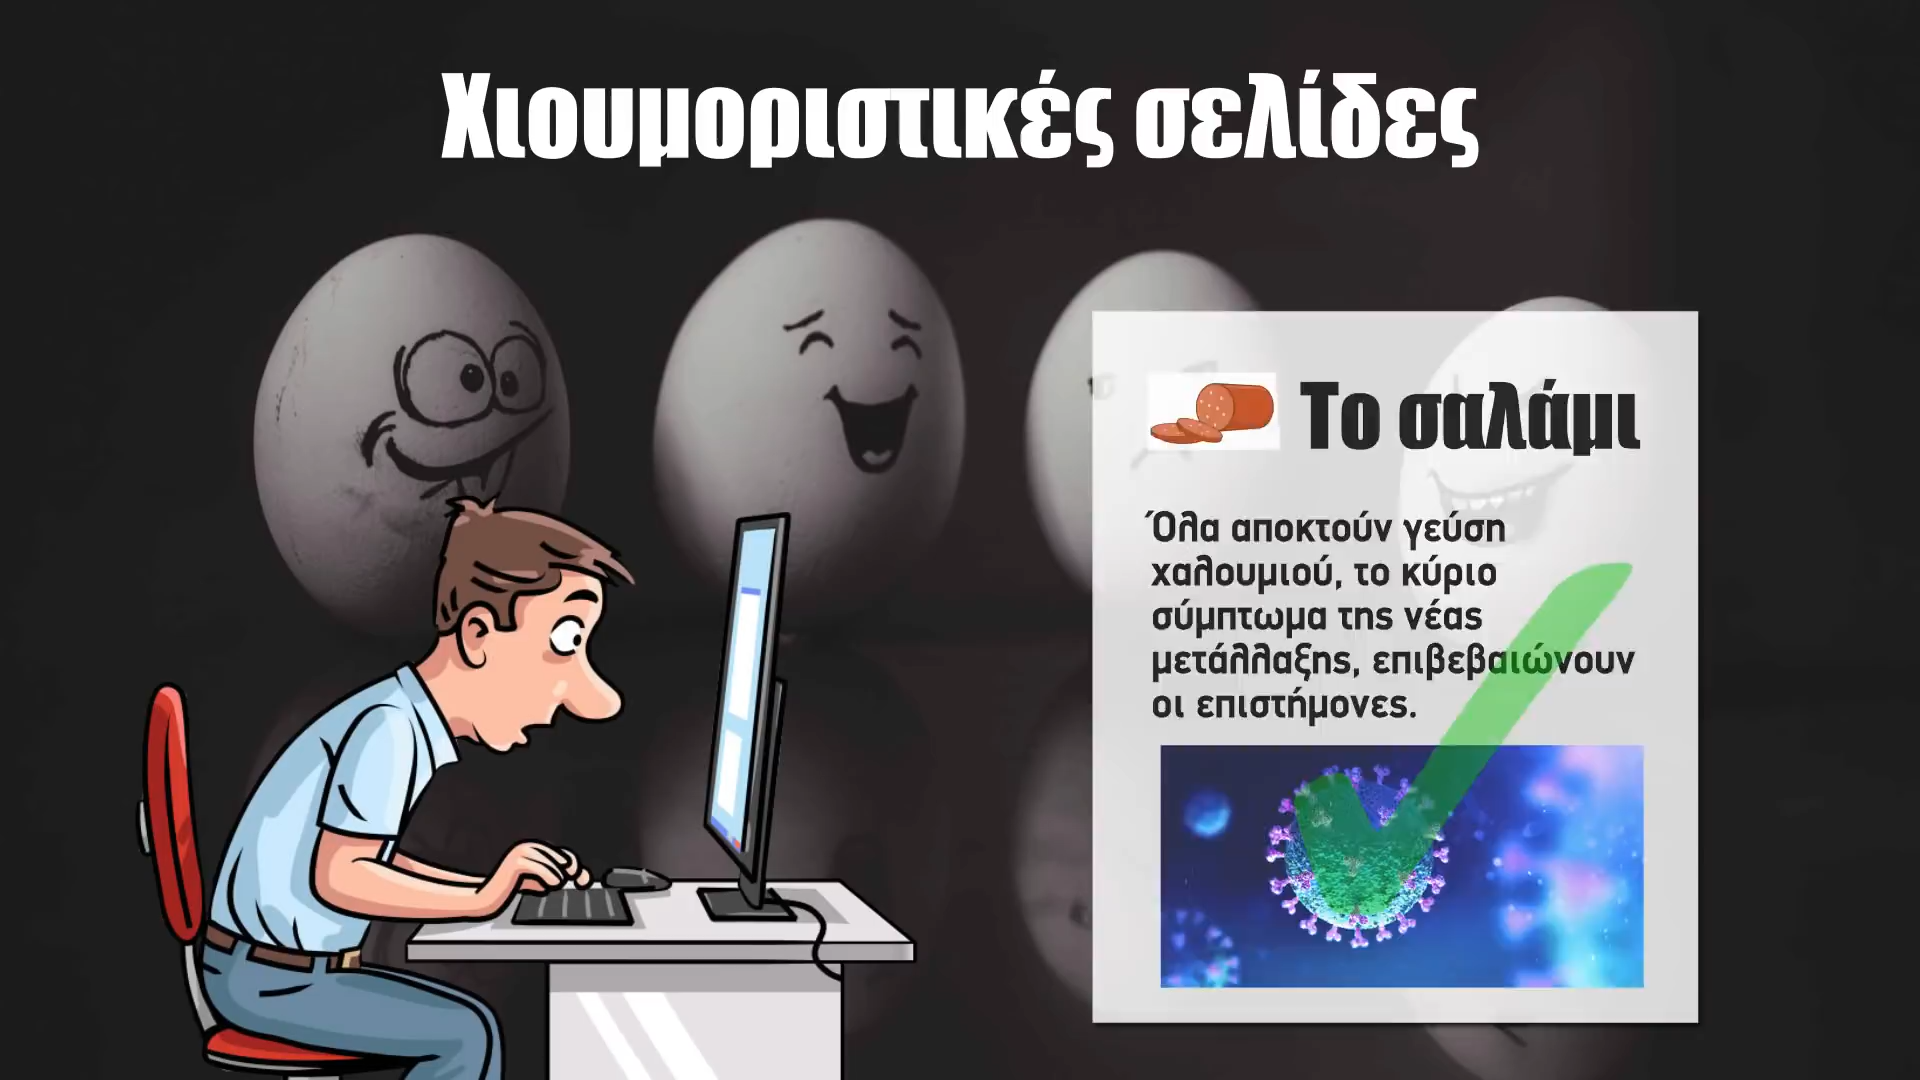 Χιουμοριστικές σελίδες
Το σαλάμι
Όλα αποκτούν γεύση
χαλουμιού, το κύριο
σύμπτωμα της νέας
μετάλλαξης, επιβεβαιώνουν
οι επιστήμονες.